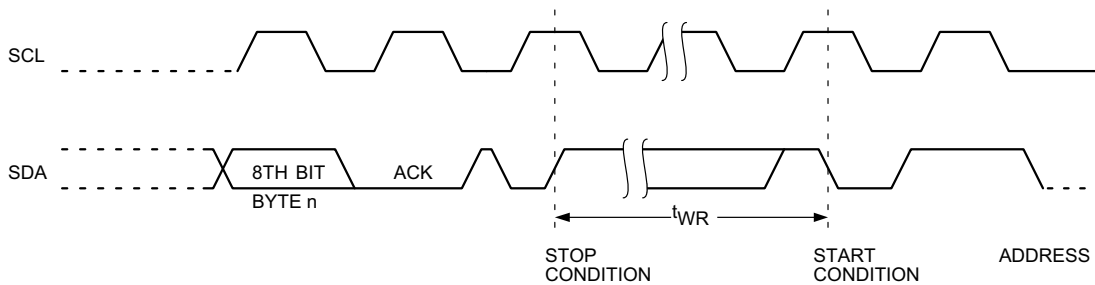 SCL
SDA
8TH BIT
ACK
BYTE n
tWR
STOP
CONDITION
START
CONDITION
ADDRESS